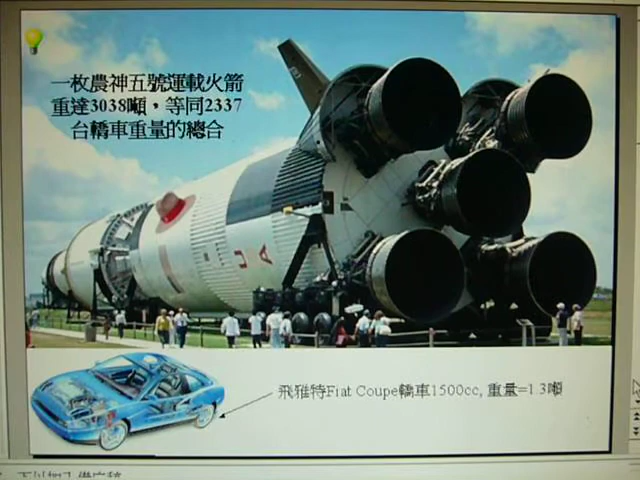 一枚農神五號運載火箭
重達3038噸，等同2337
台轎車重量的總合
USA
飛雅特Fiat Coupe轎車1500cc, 重量=1.3噸